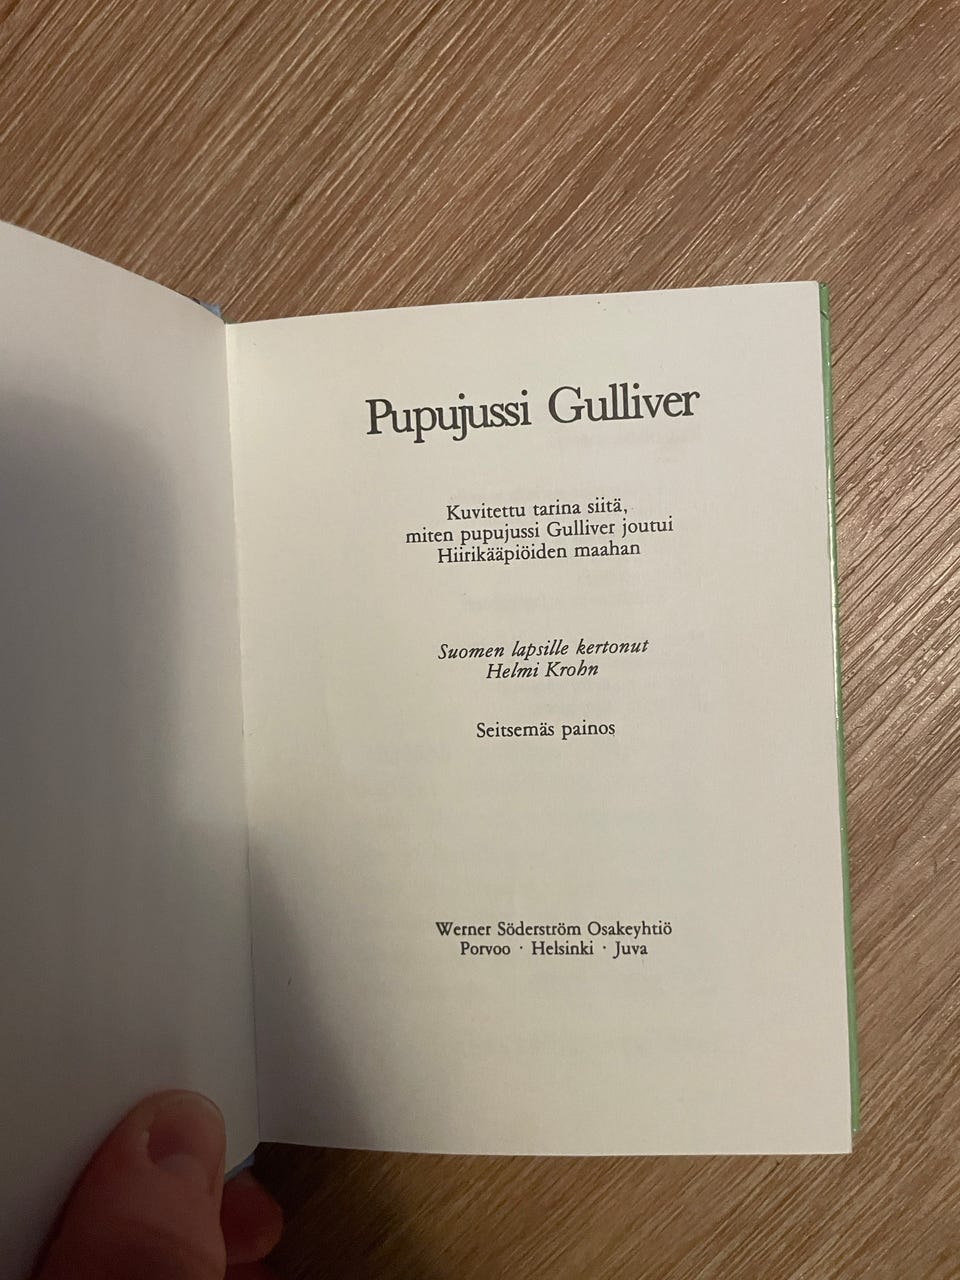 Pupujussi Gulliver
Kuvitettu tarina siitä,
miten pupujussi Gulliver joutui
Hiirikääpiöiden maahan
Suomen lapsille kertonut
Helmi Krohn
Seitsemäs painos
Werner Söderström Osakeyhtiö
Porvoo · Helsinki · Juva